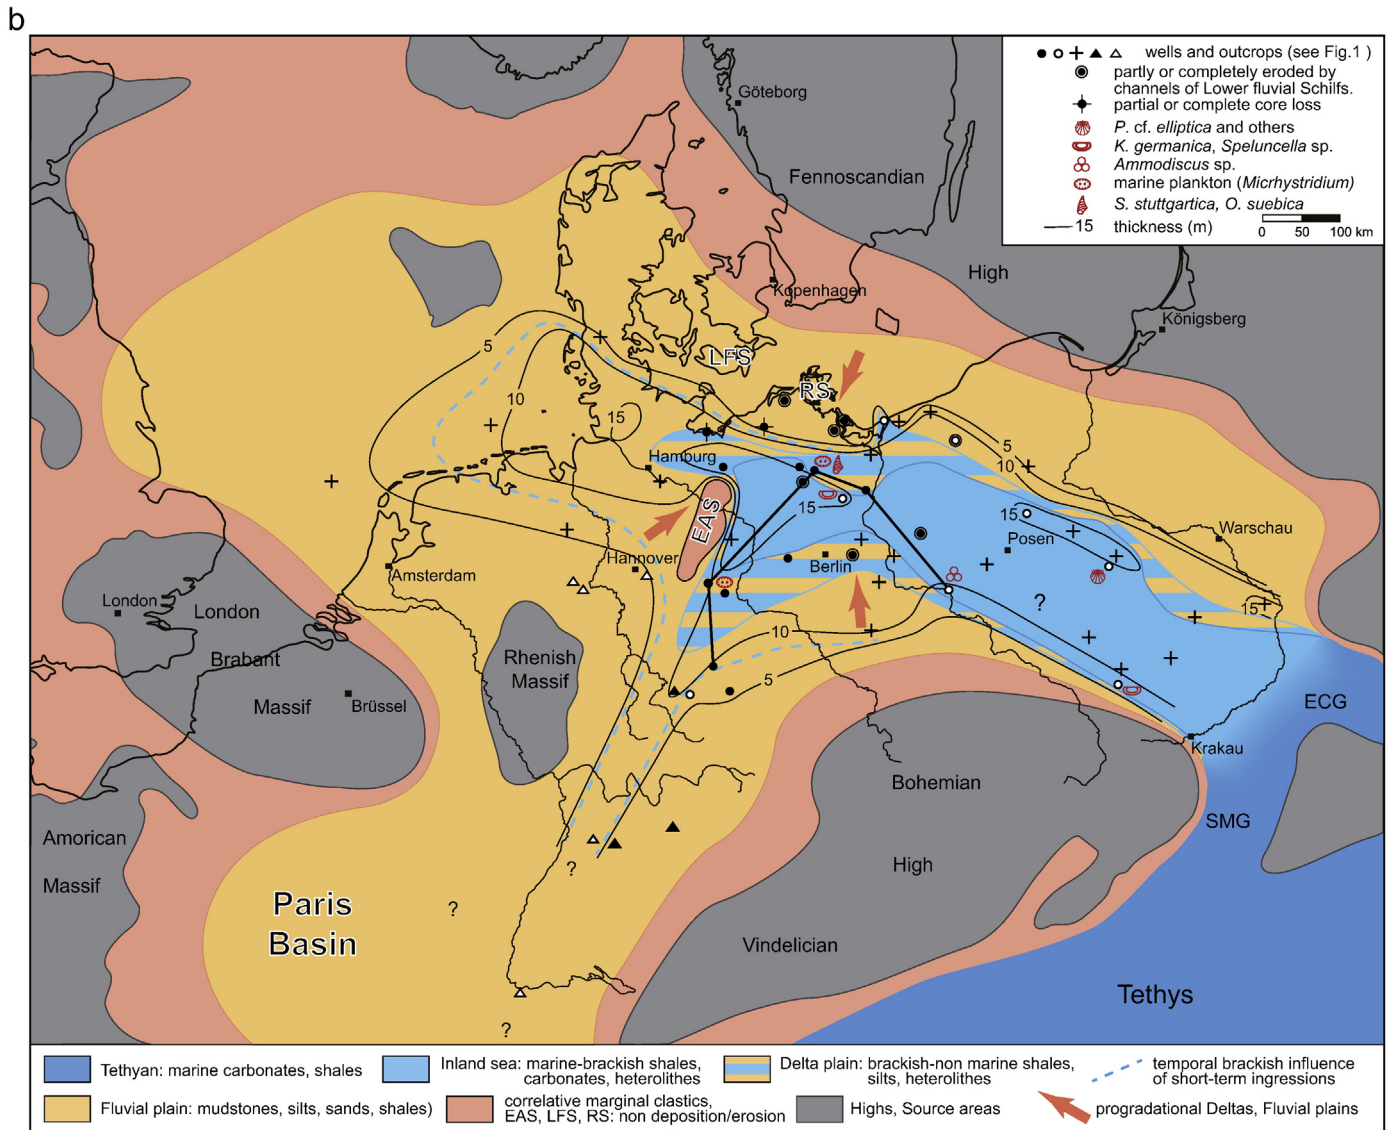 b
wells and outcrops (see Fig.1 )
partly or completely eroded by
channels of Lower fluvial Schilfs.
partial or complete core loss
P. cf. elliptica and others
K. germanica, Speluncella sp.
Ammodiscus sp.
marine plankton (Micrhystridium)
S. stuttgartica, O. suebica
15 thickness (m)
0 50 100 km
Göteborg
Fennoscandian
High
Kopenhagen
Königsberg
LFS
RS
5
10
15
5
10
Hamburg
EAS
15
15
Warschau
Posen
Berlin
Hannover
Amsterdam
London
London
Brabant
Massif
Brüssel
Rhenish
Massif
?
15
10
5
ECG
Krakau
SMG
Bohemian
High
Vindelician
Amorican
Massif
?
?
Paris
Basin
?
Tethys
Tethyan: marine carbonates, shales
Inland sea: marine-brackish shales,
carbonates, heterolithes
Delta plain: brackish-non marine shales,
silts, heterolithes
temporal brackish influence
of short-term ingressions
Fluvial plain: mudstones, silts, sands, shales)
correlative marginal clastics,
EAS, LFS, RS: non deposition/erosion
Highs, Source areas
progradational Deltas, Fluvial plains